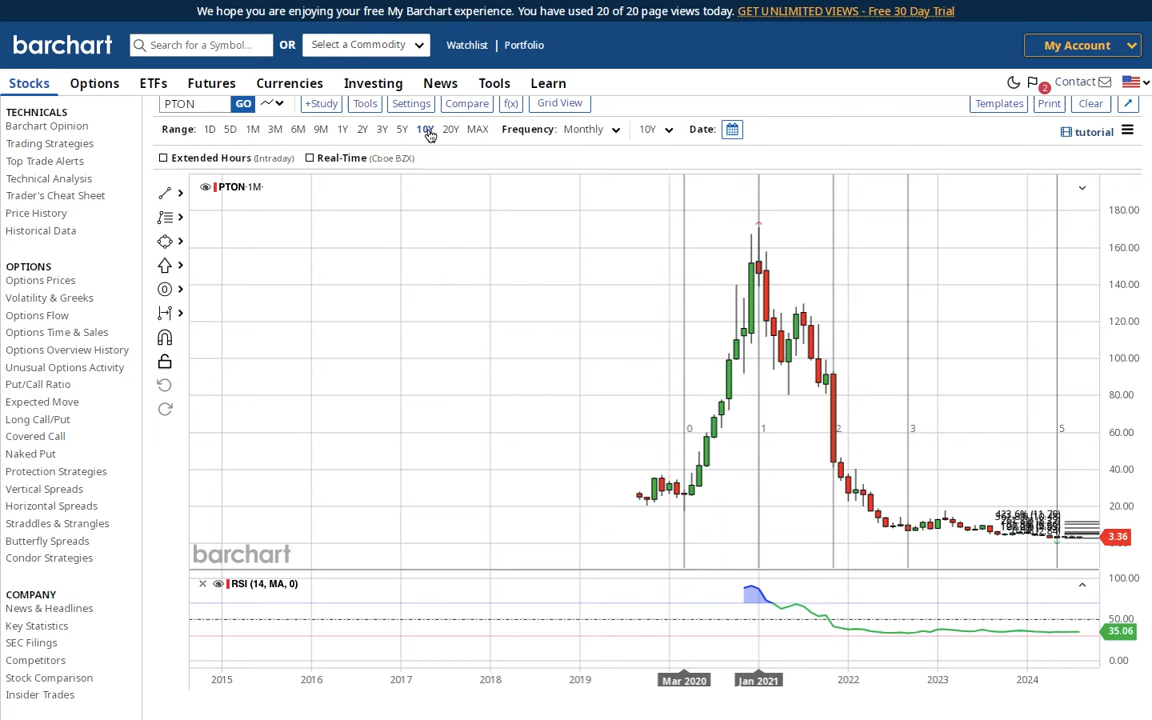 We hope you are enjoying your free My Barchart experience. You have used 20 of 20 page views today. GET UNLIMITED VIEWS - Free 30 Day Trial
barchart Search for a Symbol... OR Select a Commodity Watchlist | Portfolio My Account
Stocks Options ETFs Futures Currencies Investing News Tools Learn 2 Contact
TECHNICALS
Barchart Opinion
Trading Strategies
Top Trade Alerts
Technical Analysis
Trader's Cheat Sheet
Price History
Historical Data
OPTIONS
Options Prices
Volatility & Greeks
Options Flow
Options Time & Sales
Options Overview History
Unusual Options Activity
Put/Call Ratio
Expected Move
Long Call/Put
Covered Call
Naked Put
Protection Strategies
Vertical Spreads
Horizontal Spreads
Straddles & Strangles
Butterfly Spreads
Condor Strategies
COMPANY
News & Headlines
Key Statistics
SEC Filings
Competitors
Stock Comparison
Insider Trades
PTON GO +Study Tools Settings Compare f(x) Grid View Templates Print Clear
Range: 1D 5D 1M 3M 6M 9M 1Y 2Y 3Y 5Y 10Y 20Y MAX Frequency: Monthly 10Y Date: tutorial
Extended Hours (Intraday) Real-Time (Cboe BZX)
PTON·1M·
180.00
160.00
140.00
120.00
100.00
80.00
60.00
0 1 2 3 5
40.00
20.00
423.6% (11.79)
3.36
barchart
RSI (14, MA, 0)
100.00
50.00
35.06
0.00
2015 2016 2017 2018 2019 Mar 2020 Jan 2021 2022 2023 2024